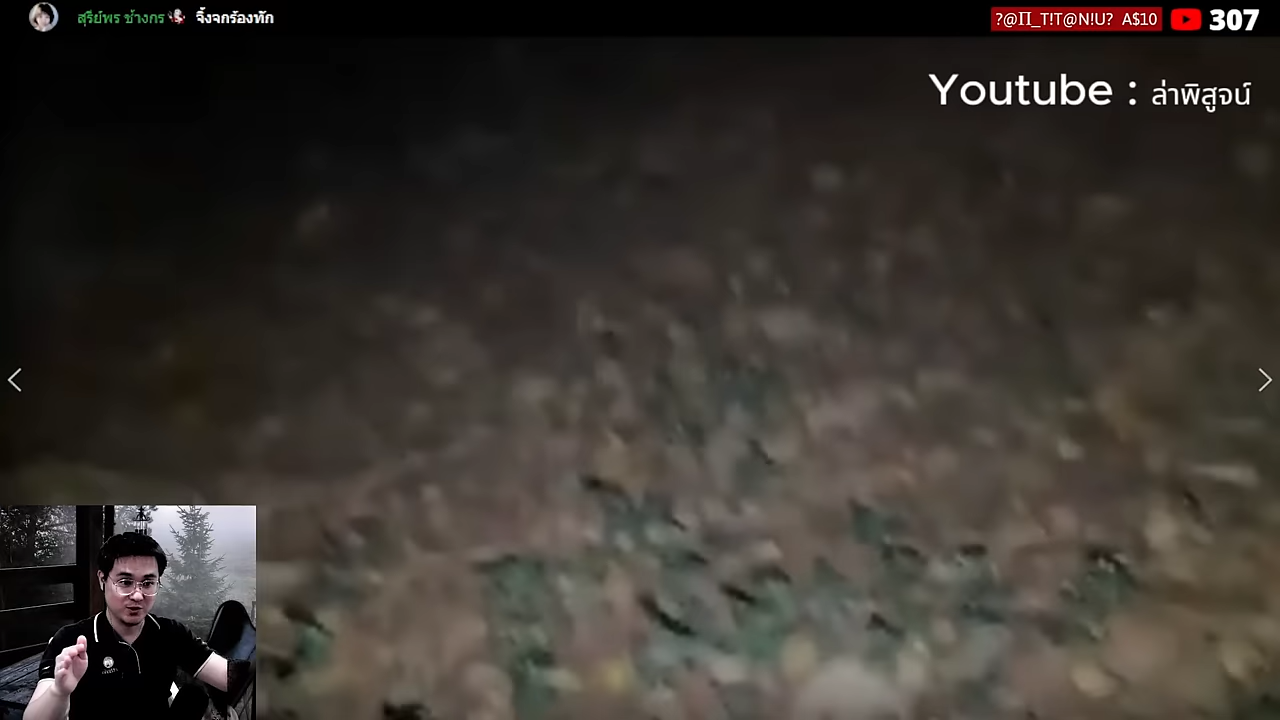 สุรีย์พร ช้างกร จิ้งจกร้องทัก
?@Π_T!T@N!U? A$10 307
Youtube : ล่าพิสูจน์